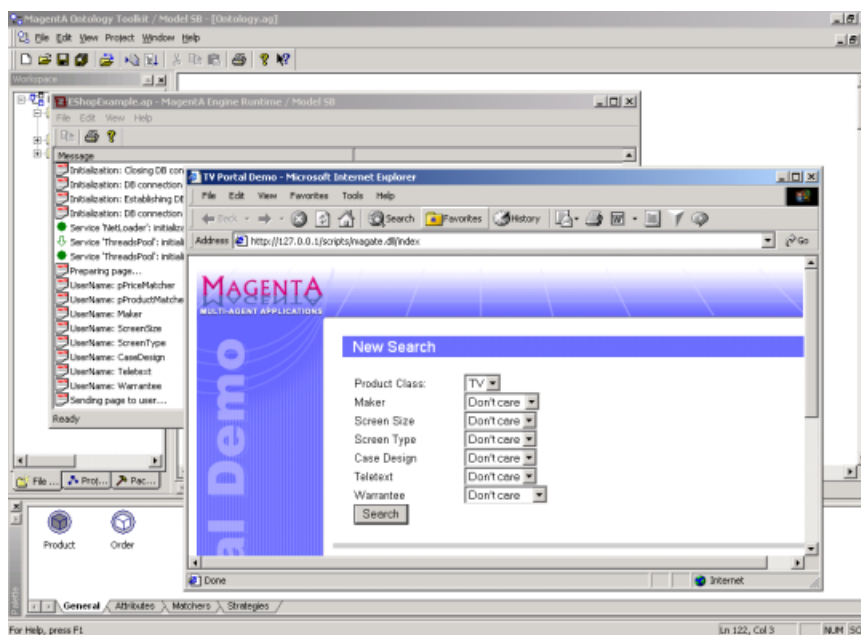 MagentA Ontology Toolkit / Model SB - [Ontology.ag]
File Edit View Project Window Help
Workspace
EShopExample.ap - MagentA Engine Runtime / Model SB
File Edit View Help
Message
Initialization: Closing DB con
Initialization: DB connection
Initialization: Establishing DB
Initialization: DB connection
Service 'NetLoader': initializ
Service 'ThreadsPool': initial
Service 'ThreadsPool': initial
Preparing page...
UserName: pPriceMatcher
UserName: pProductMatche
UserName: Maker
UserName: ScreenSize
UserName: ScreenType
UserName: CaseDesign
UserName: Teletext
UserName: Warrantee
Sending page to user...
Ready
TV Portal Demo - Microsoft Internet Explorer
File Edit View Favorites Tools Help
Back Search Favorites History
Address http://127.0.0.1/scripts/magate.dll/index Go
MAGENTA
MULTI-AGENT APPLICATIONS
al Demo
New Search
Product Class: TV
Maker Don't care
Screen Size Don't care
Screen Type Don't care
Case Design Don't care
Teletext Don't care
Warrantee Don't care
Search
Done Internet
File ... Prot... Pac...
Product Order
Palette
General Attributes Matchers Strategies
For Help, press F1 Ln 122, Col 3 NUM SC